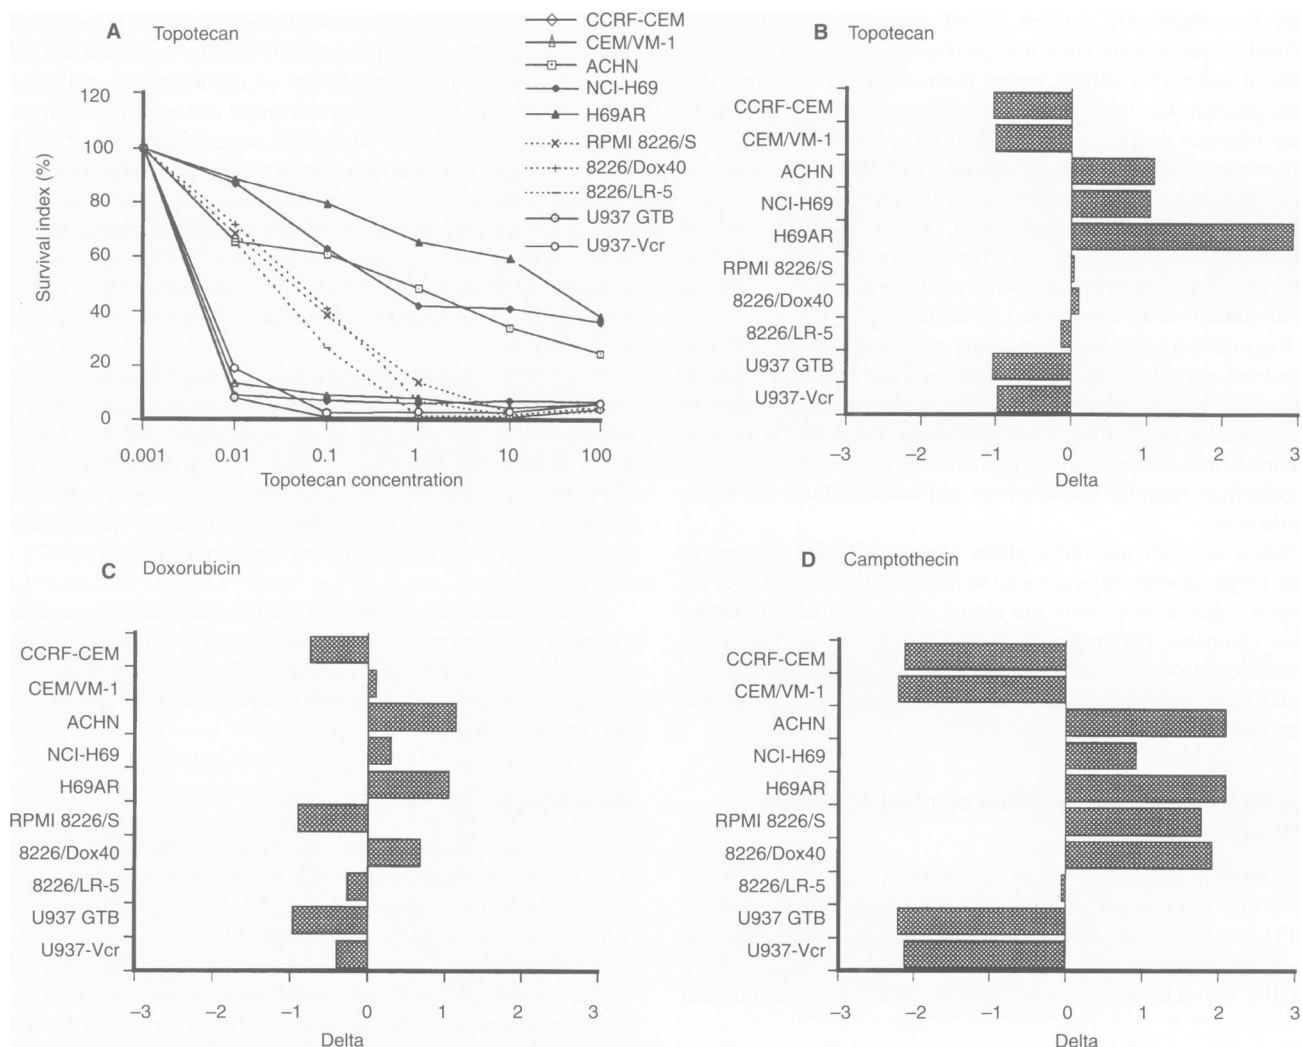 A Topotecan
CCRF-CEM
CEM/VM-1
ACHN
NCI-H69
H69AR
RPMI 8226/S
8226/Dox40
8226/LR-5
U937 GTB
U937-Vcr
Survival index (%)
120
100
80
60
40
20
0
0.001 0.01 0.1 1 10 100
Topotecan concentration
B Topotecan
CCRF-CEM
CEM/VM-1
ACHN
NCI-H69
H69AR
RPMI 8226/S
8226/Dox40
8226/LR-5
U937 GTB
U937-Vcr
−3 −2 −1 0 1 2 3
Delta
C Doxorubicin
CCRF-CEM
CEM/VM-1
ACHN
NCI-H69
H69AR
RPMI 8226/S
8226/Dox40
8226/LR-5
U937 GTB
U937-Vcr
−3 −2 −1 0 1 2 3
Delta
D Camptothecin
CCRF-CEM
CEM/VM-1
ACHN
NCI-H69
H69AR
RPMI 8226/S
8226/Dox40
8226/LR-5
U937 GTB
U937-Vcr
−3 −2 −1 0 1 2 3
Delta